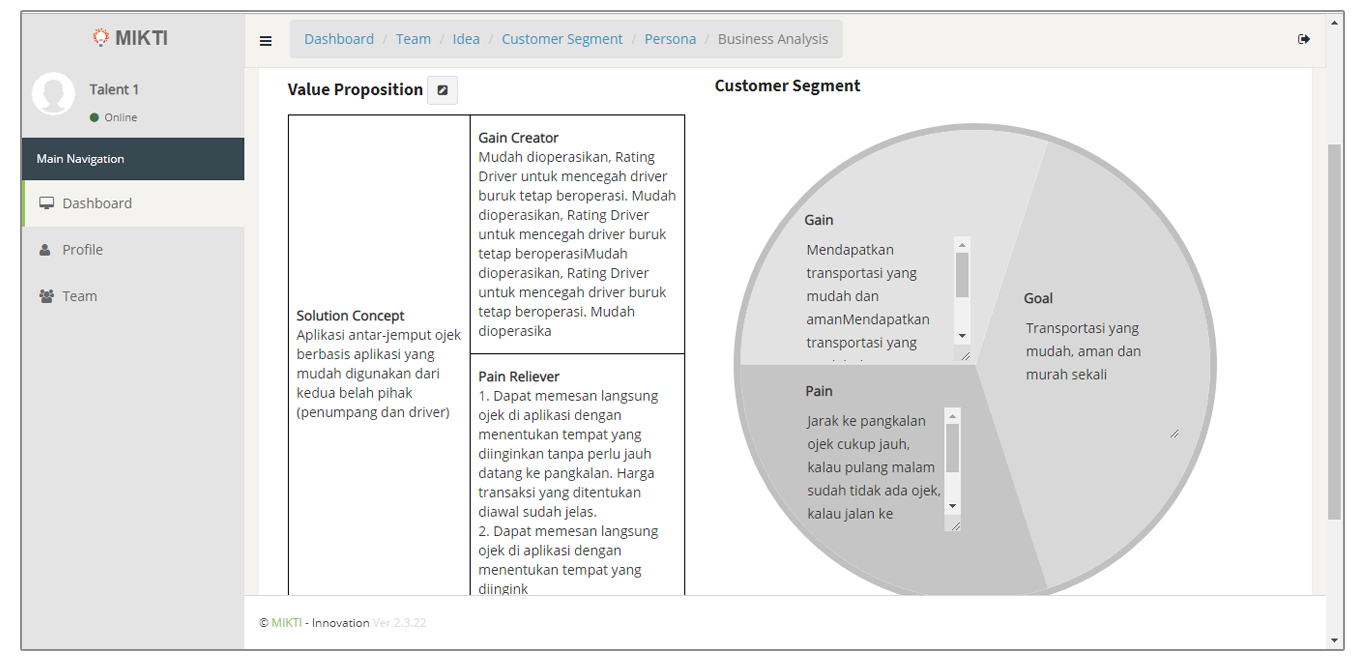 MIKTI
Dashboard / Team / Idea / Customer Segment / Persona / Business Analysis
Talent 1
Online
Main Navigation
Dashboard
Profile
Team
Value Proposition
Solution Concept
Aplikasi antar-jemput ojek
berbasis aplikasi yang
mudah digunakan dari
kedua belah pihak
(penumpang dan driver)
Gain Creator
Mudah dioperasikan, Rating
Driver untuk mencegah driver
buruk tetap beroperasi. Mudah
dioperasikan, Rating Driver
untuk mencegah driver buruk
tetap beroperasiMudah
dioperasikan, Rating Driver
untuk mencegah driver buruk
tetap beroperasi. Mudah
dioperasika
Pain Reliever
1. Dapat memesan langsung
ojek di aplikasi dengan
menentukan tempat yang
diinginkan tanpa perlu jauh
datang ke pangkalan. Harga
transaksi yang ditentukan
diawal sudah jelas.
2. Dapat memesan langsung
ojek di aplikasi dengan
menentukan tempat yang
diingink
Customer Segment
Gain
Mendapatkan
transportasi yang
mudah dan
amanMendapatkan
transportasi yang
Goal
Transportasi yang
mudah, aman dan
murah sekali
Pain
Jarak ke pangkalan
ojek cukup jauh,
kalau pulang malam
sudah tidak ada ojek,
kalau jalan ke
© MIKTI - Innovation Ver 2.3.22